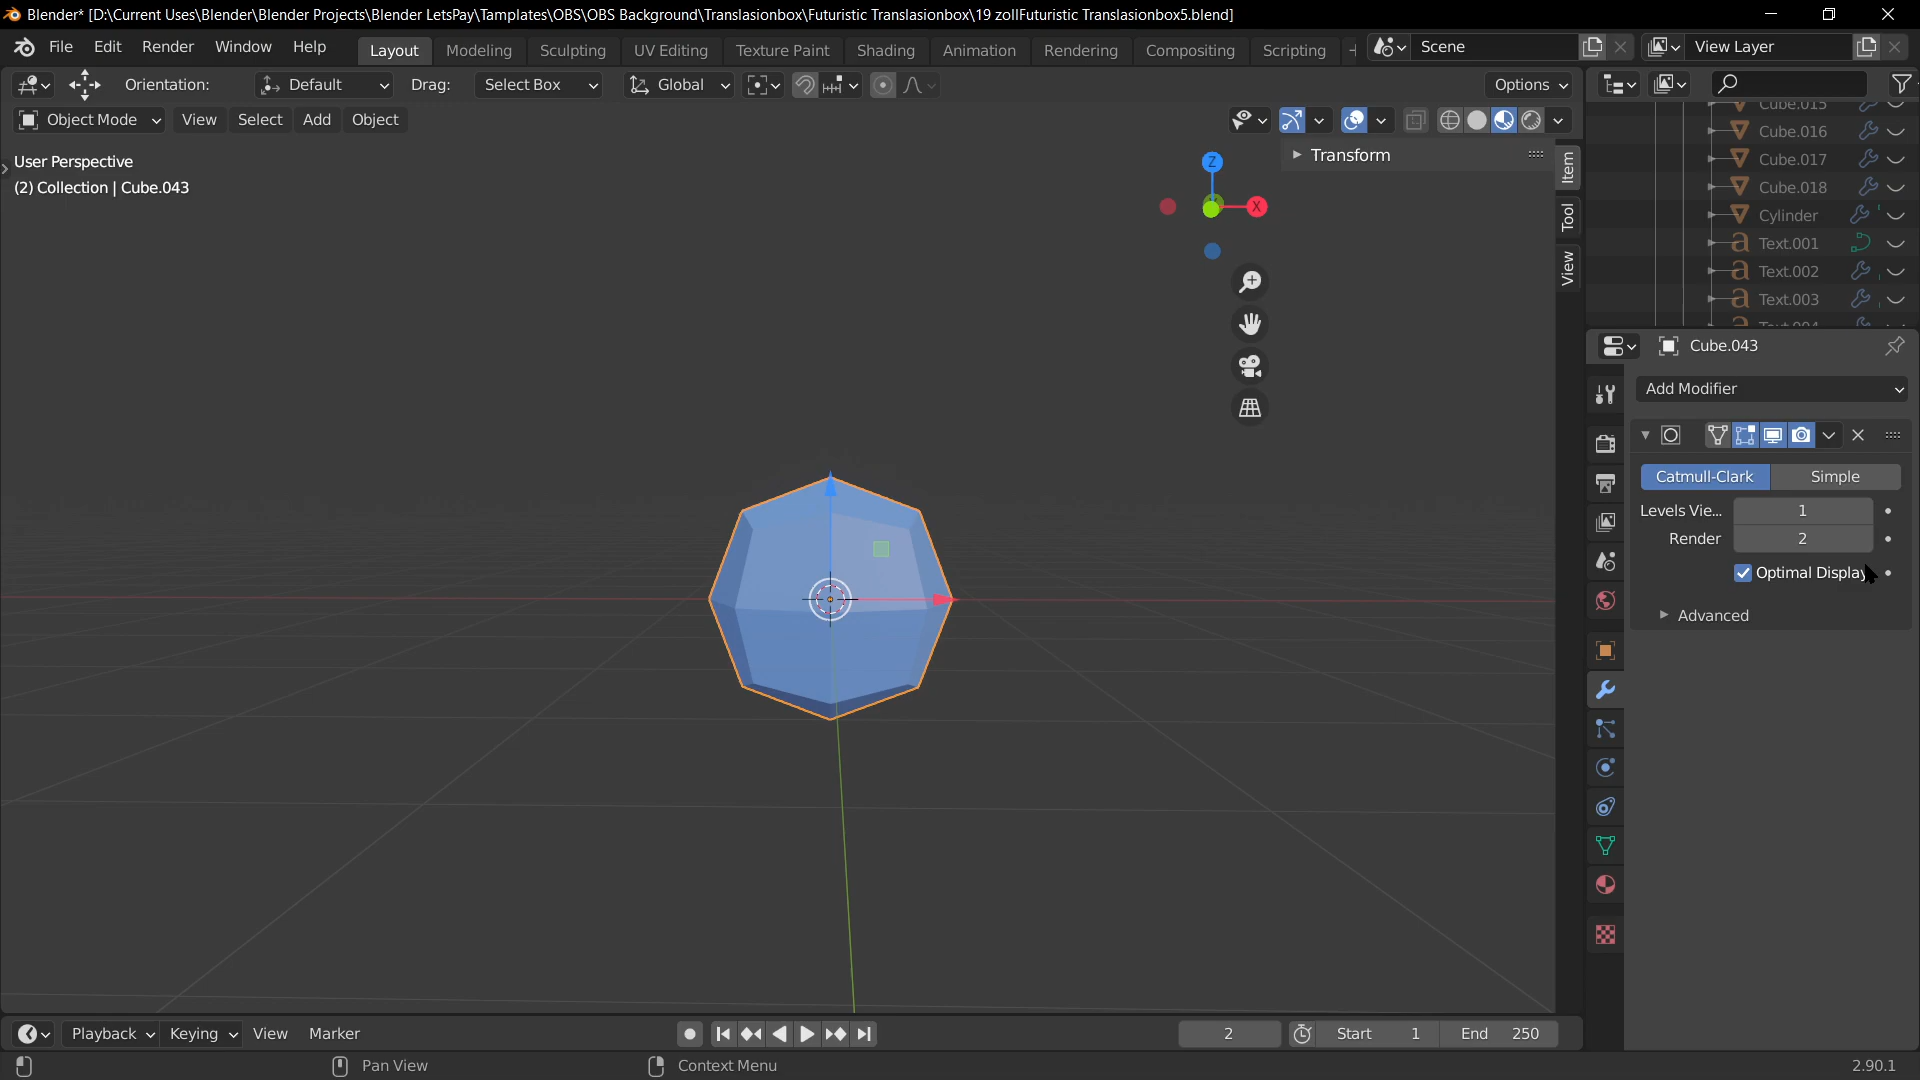 Blender* [D:\Current Uses\Blender\Blender Projects\Blender LetsPay\Tamplates\OBS\OBS Background\Translasionbox\Futuristic Translasionbox\19 zollFuturistic Translasionbox5.blend]
File Edit Render Window Help Layout Modeling Sculpting UV Editing Texture Paint Shading Animation Rendering Compositing Scripting Scene View Layer
Orientation: Default Drag: Select Box Global Options
Object Mode View Select Add Object
User Perspective
(2) Collection | Cube.043
Z
X
Transform
Item
Tool
View
Cube.015
Cube.016
Cube.017
Cube.018
Cylinder
Text.001
Text.002
Text.003
Text.004
Cube.043
Add Modifier
Catmull-Clark Simple
Levels Vie... 1
Render 2
Optimal Display
Advanced
Playback Keying View Marker 2 Start 1 End 250
Pan View Context Menu 2.90.1